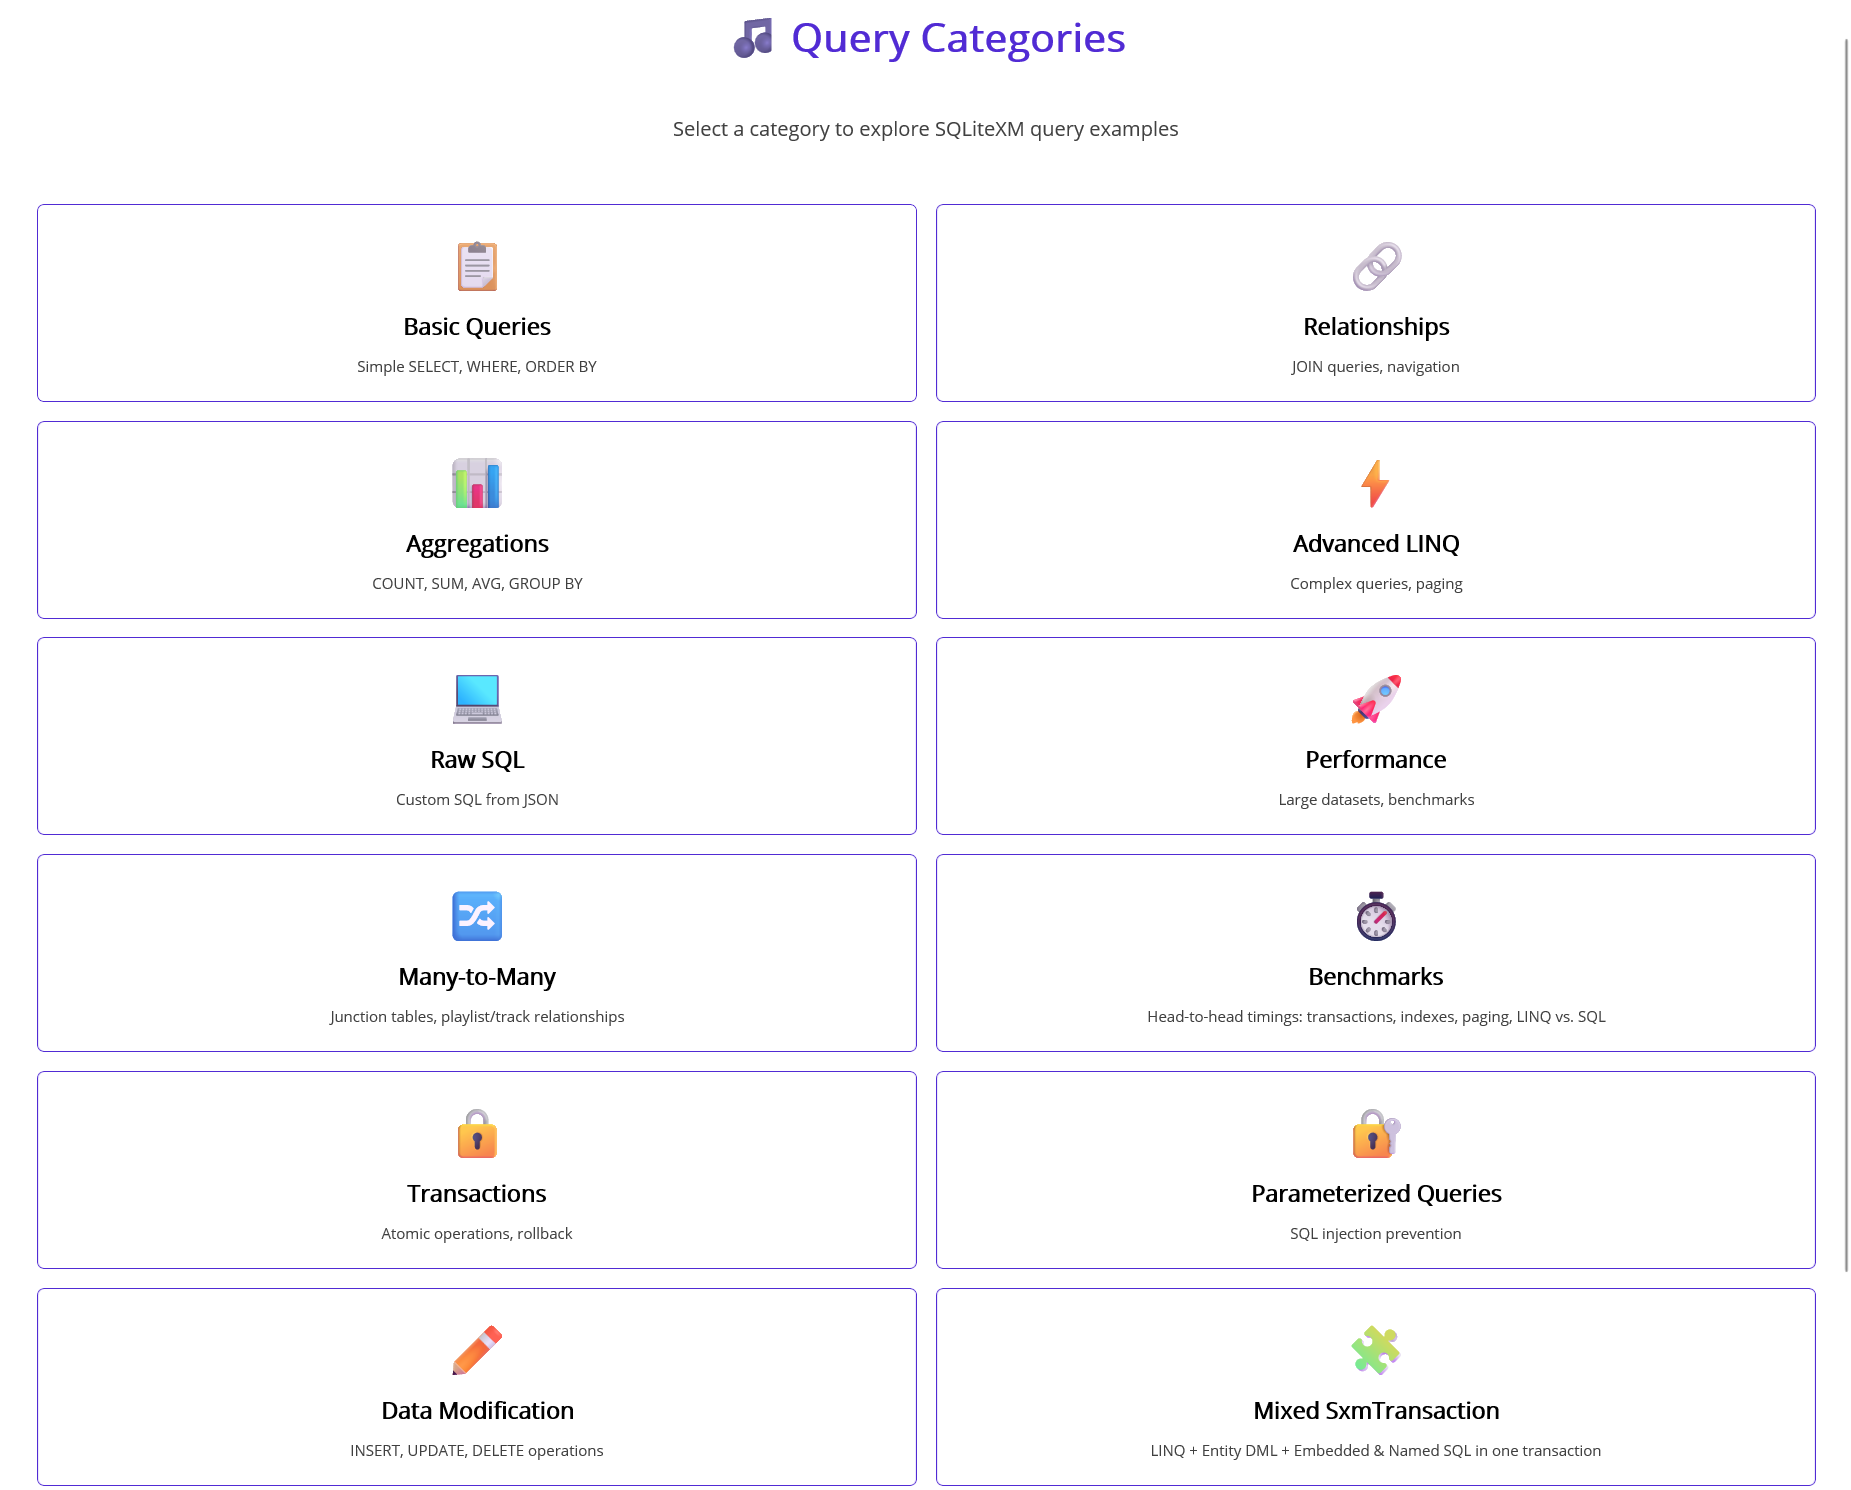 Query Categories
Select a category to explore SQLiteXM query examples
Basic Queries
Simple SELECT, WHERE, ORDER BY
Relationships
JOIN queries, navigation
Aggregations
COUNT, SUM, AVG, GROUP BY
Advanced LINQ
Complex queries, paging
Raw SQL
Custom SQL from JSON
Performance
Large datasets, benchmarks
Many-to-Many
Junction tables, playlist/track relationships
Benchmarks
Head-to-head timings: transactions, indexes, paging, LINQ vs. SQL
Transactions
Atomic operations, rollback
Parameterized Queries
SQL injection prevention
Data Modification
INSERT, UPDATE, DELETE operations
Mixed SxmTransaction
LINQ + Entity DML + Embedded & Named SQL in one transaction